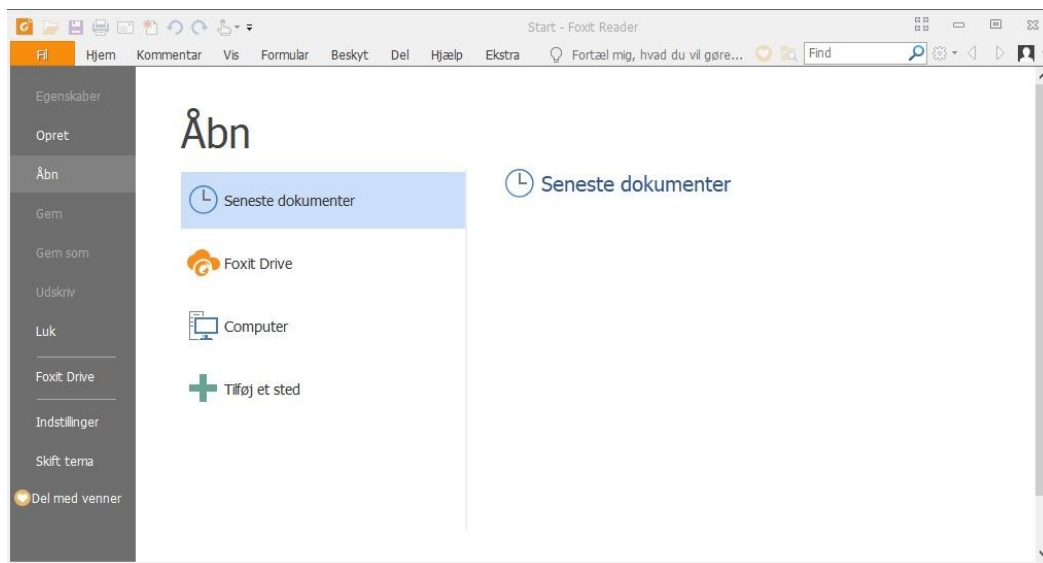 Start - Foxit Reader
Fil Hjem Kommentar Vis Formular Beskyt Del Hjælp Ekstra Fortæl mig, hvad du vil gøre... Find
Egenskaber
Opret
Åbn
Gem
Gem som
Udskriv
Luk
Foxit Drive
Indstillinger
Skift tema
Del med venner
Åbn
Seneste dokumenter
Foxit Drive
Computer
Tilføj et sted
Seneste dokumenter